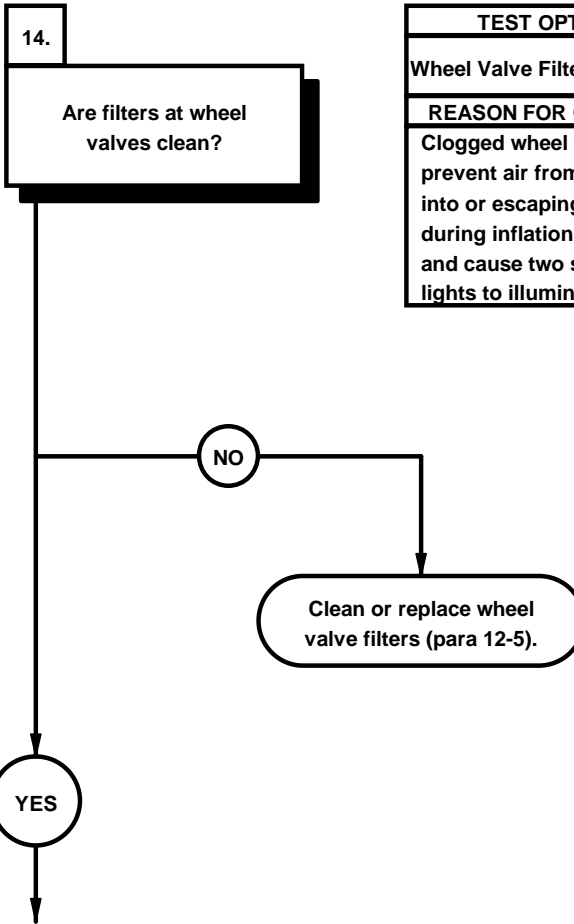 14.
Are filters at wheel
valves clean?
TEST OPT
Wheel Valve Filte
REASON FOR
Clogged wheel
prevent air from
into or escaping
during inflation
and cause two s
lights to illumin
NO
Clean or replace wheel
valve filters (para 12-5).
YES